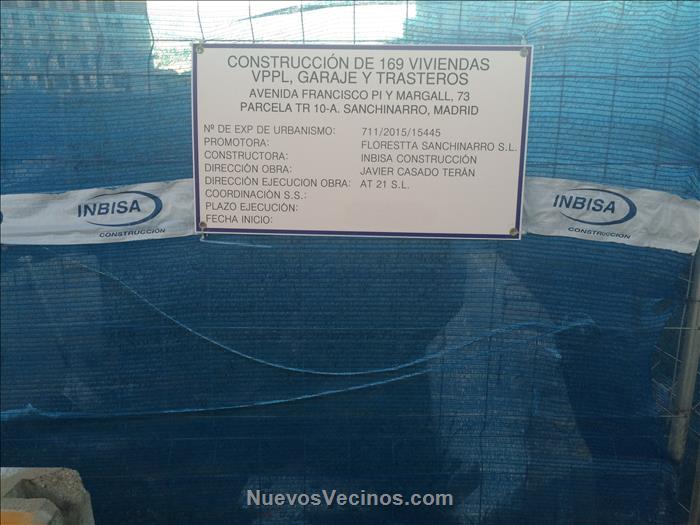 CONSTRUCCIÓN DE 169 VIVIENDAS
VPPL, GARAJE Y TRASTEROS
AVENIDA FRANCISCO PI Y MARGALL, 73
PARCELA TR 10-A. SANCHINARRO, MADRID
Nº DE EXP DE URBANISMO: 711/2015/15445
PROMOTORA: FLORESTTA SANCHINARRO S.L.
CONSTRUCTORA: INBISA CONSTRUCCIÓN
DIRECCIÓN OBRA: JAVIER CASADO TERÁN
DIRECCIÓN EJECUCION OBRA: AT 21 S.L.
COORDINACIÓN S.S.:
PLAZO EJECUCIÓN:
FECHA INICIO:
INBISA
CONSTRUCCIÓN
INBISA
CONSTRUCCIÓN
NuevosVecinos.com